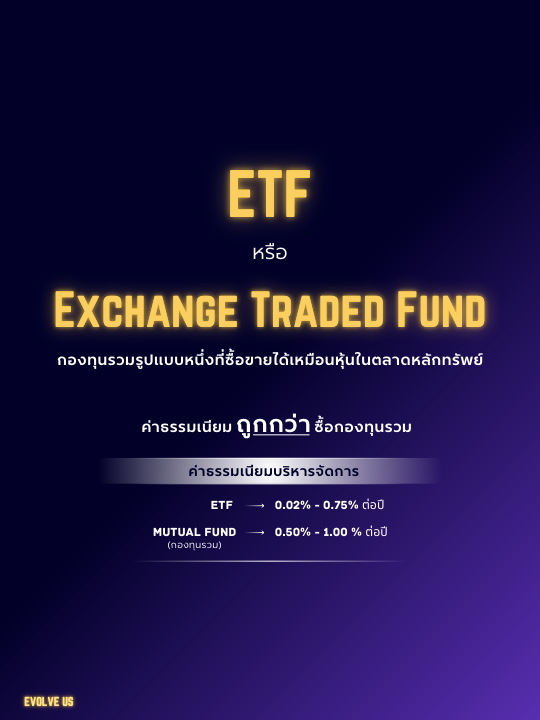 ETF
หรือ
EXCHANGE TRADED FUND
กองทุนรวมรูปแบบหนึ่งที่ซื้อขายได้เหมือนหุ้นในตลาดหลักทรัพย์
ค่าธรรมเนียม ถูกกว่า ซื้อกองทุนรวม
ค่าธรรมเนียมบริหารจัดการ
ETF → 0.02% - 0.75% ต่อปี
MUTUAL FUND → 0.50% - 1.00 % ต่อปี
(กองทุนรวม)
EVOLVE US